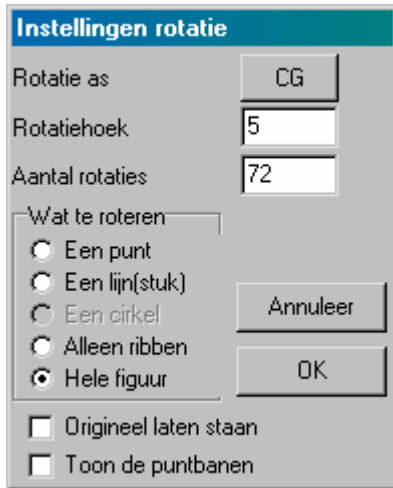 Instellingen rotatie
Rotatie as CG
Rotatiehoek 5
Aantal rotaties 72
Wat te roteren
Een punt
Een lijn(stuk)
Een cirkel
Annuleer
Alleen ribben
Hele figuur
OK
Origineel laten staan
Toon de puntbanen